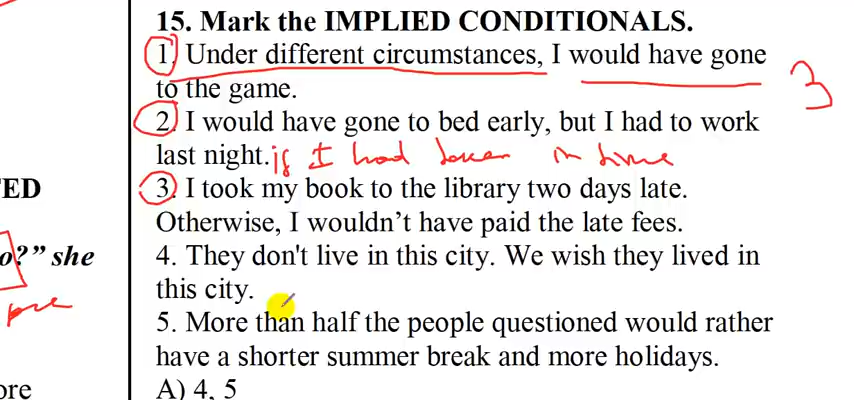 15. Mark the IMPLIED CONDITIONALS.
1. Under different circumstances, I would have gone
to the game.
3
2. I would have gone to bed early, but I had to work
last night. if I had in time
3. I took my book to the library two days late.
TED
Otherwise, I wouldn't have paid the late fees.
o?" she
4. They don't live in this city. We wish they lived in
this city.
5. More than half the people questioned would rather
have a shorter summer break and more holidays.
ore
A) 4, 5